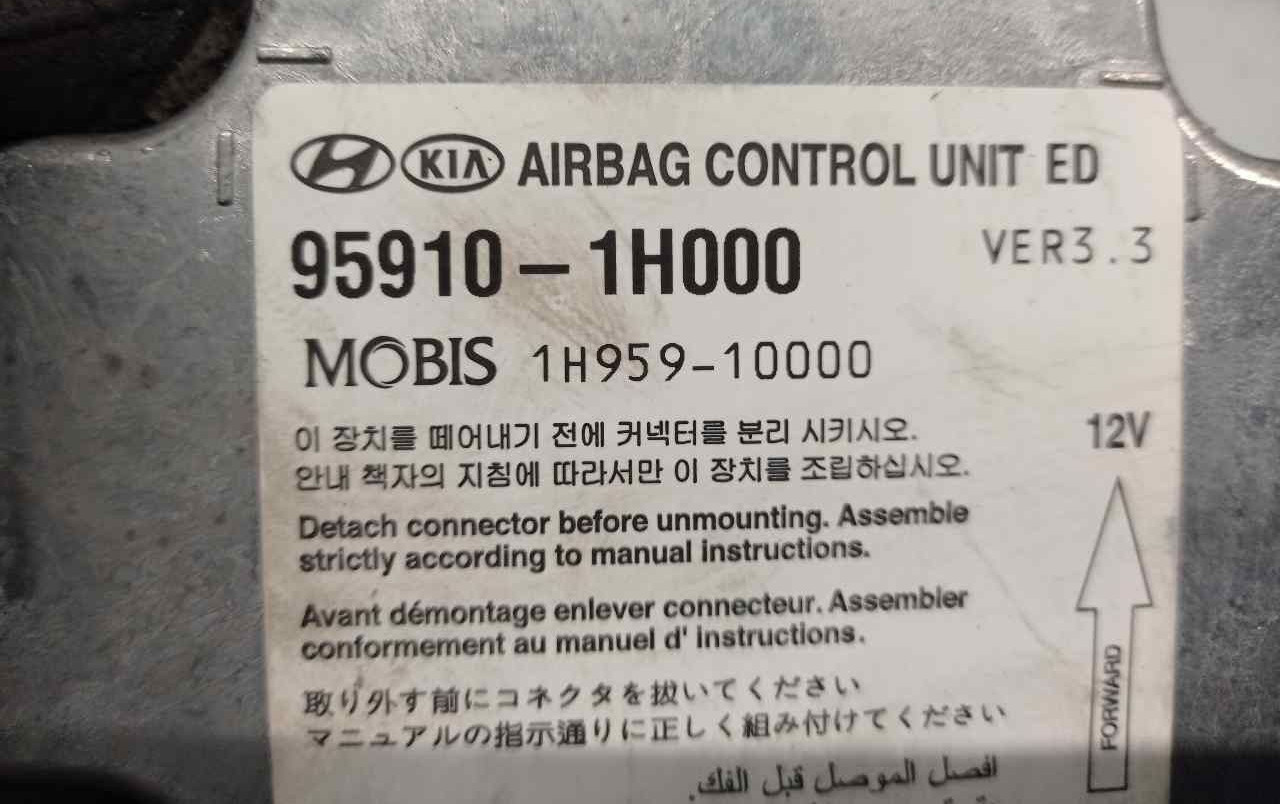 KIA AIRBAG CONTROL UNIT ED
95910-1H000 VER3.3
MOBIS 1H959-10000
이 장치를 떼어내기 전에 커넥터를 분리 시키시오.
안내 책자의 지침에 따라서만 이 장치를 조립하십시오.
12V
Detach connector before unmounting. Assemble
strictly according to manual instructions.
Avant démontage enlever connecteur. Assembler
conformement au manuel d' instructions.
FORWARD
取り外す前にコネクタを抜いてください
マニュアルの指示通りに正しく組み付けてください
افصل الموصل قبل الفك.